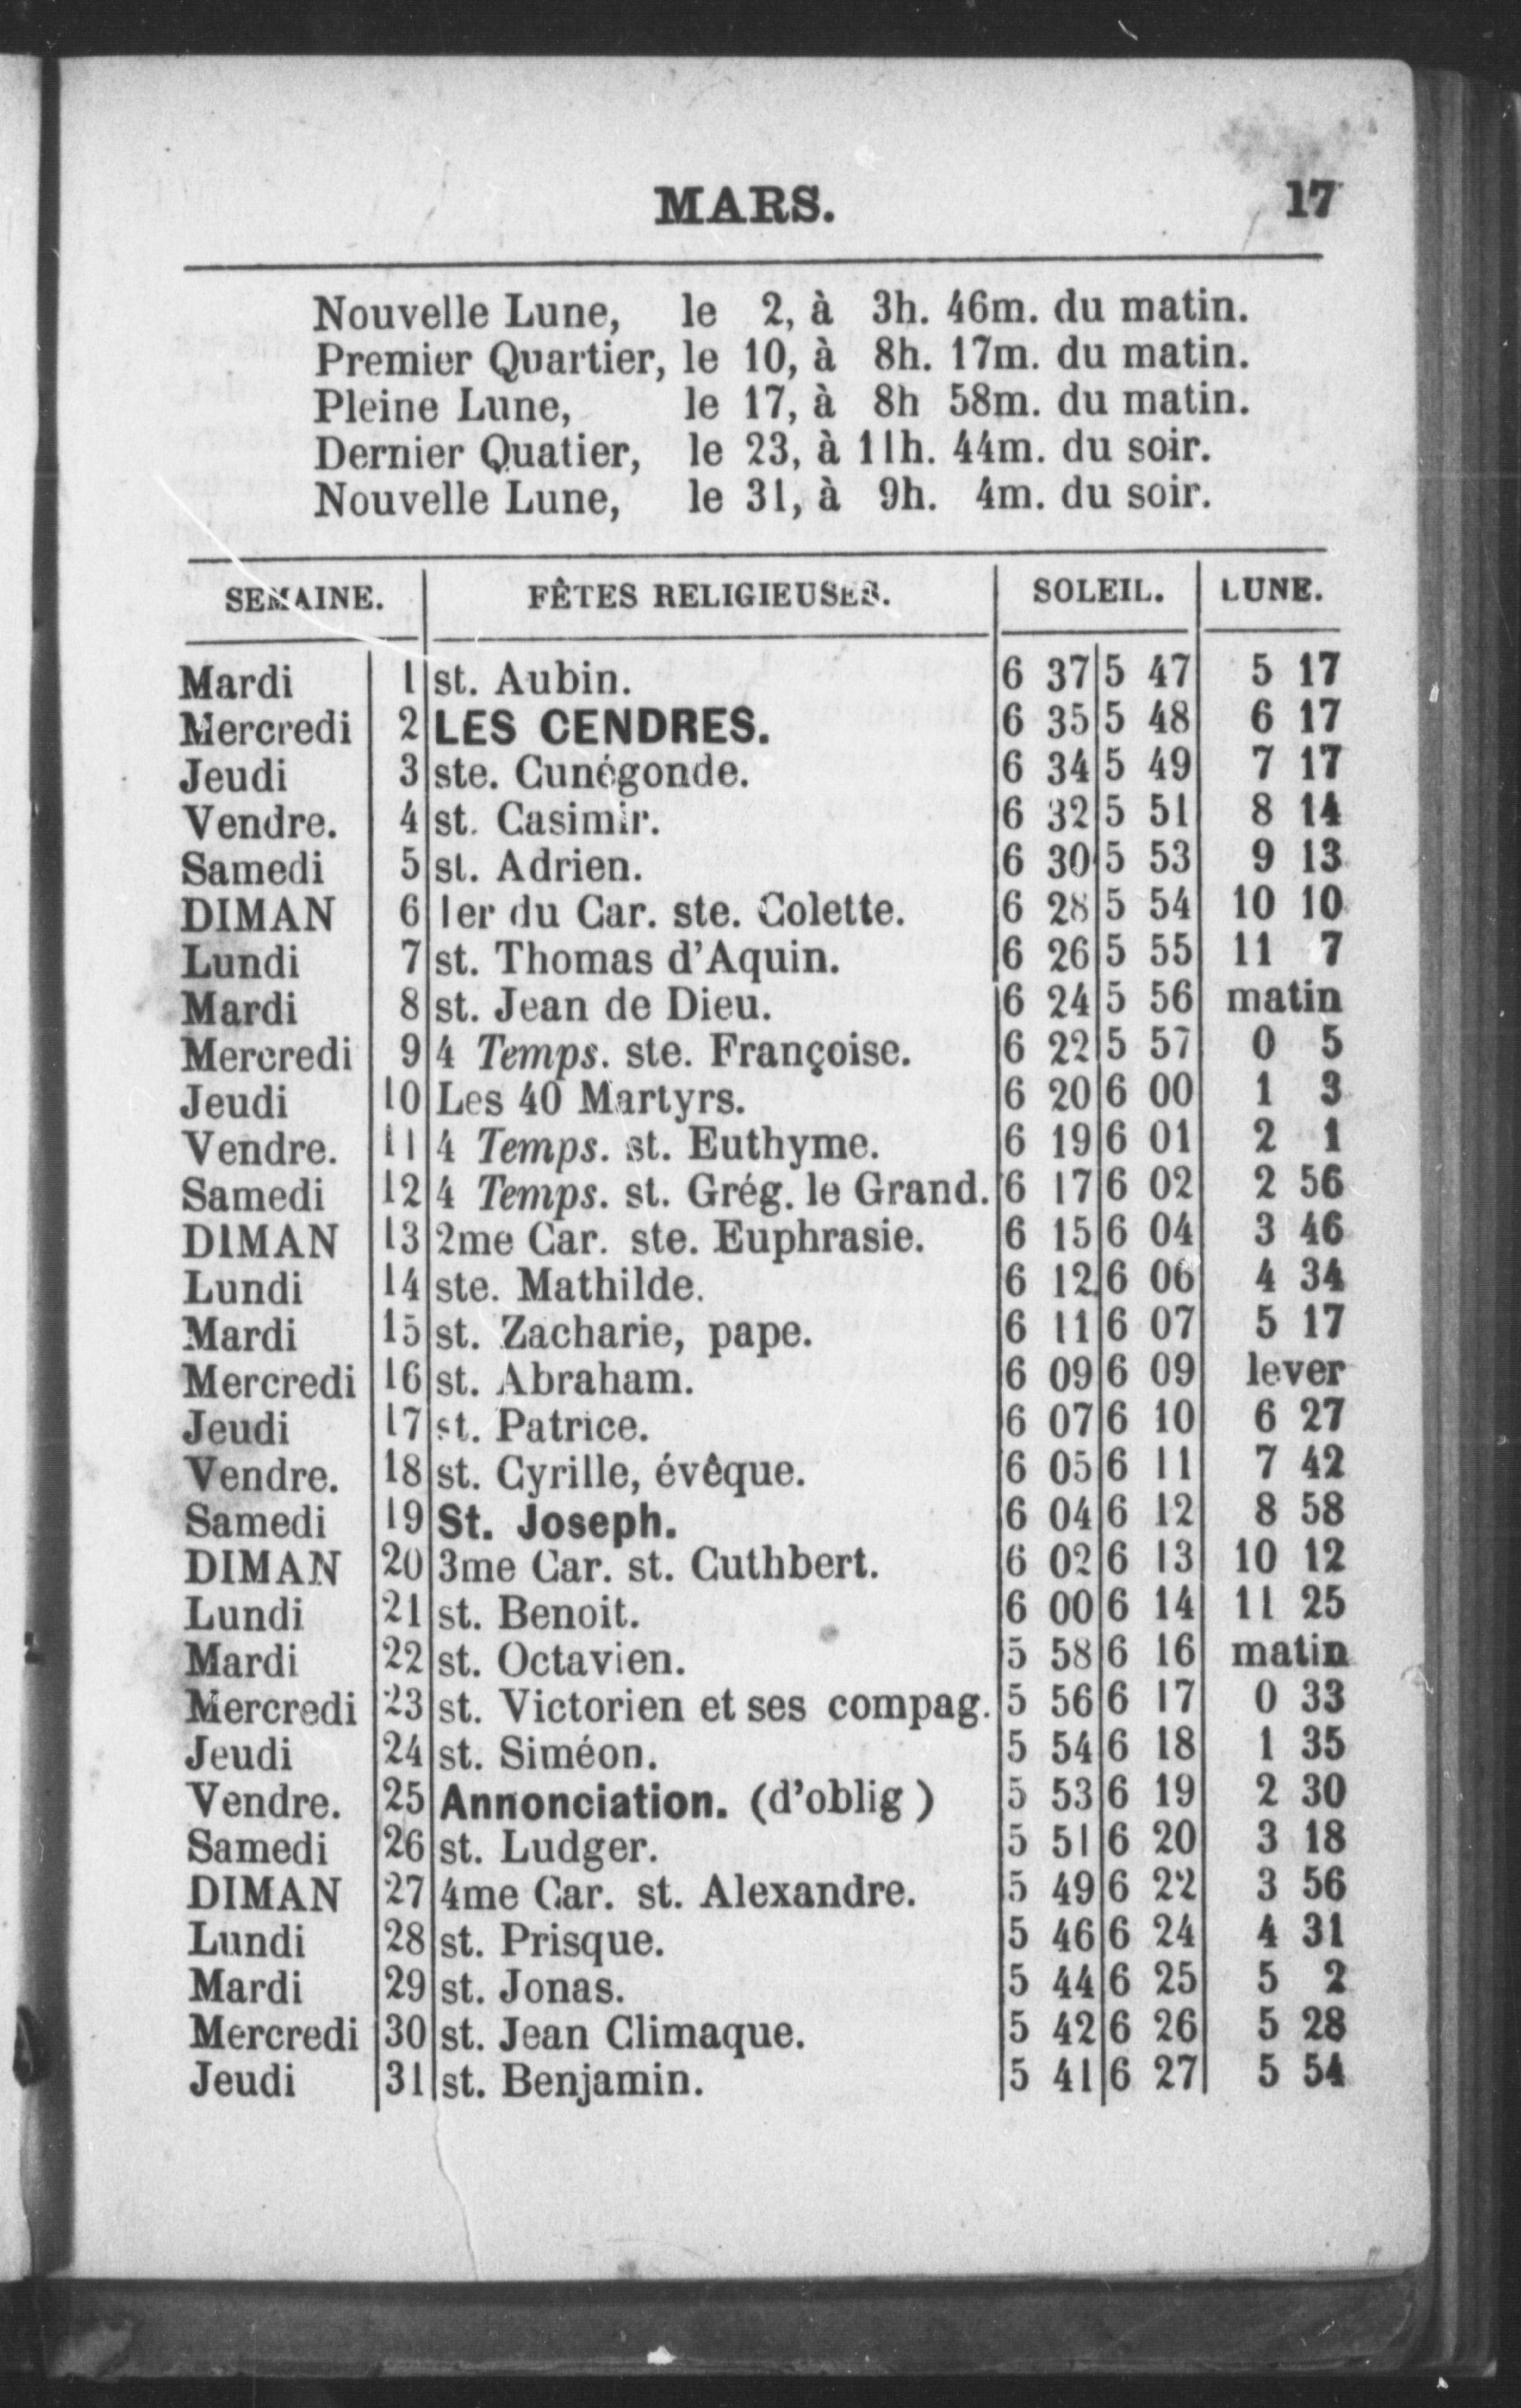 MARS. 17
Nouvelle Lune, le 2, à 3h. 46m. du matin.
Premier Quartier, le 10, à 8h. 17m. du matin.
Pleine Lune, le 17, à 8h 58m. du matin.
Dernier Quatier, le 23, à 11h. 44m. du soir.
Nouvelle Lune, le 31, à 9h. 4m. du soir.
SEMAINE. FÊTES RELIGIEUSES. SOLEIL. LUNE.
Mardi 1 st. Aubin. 6 37 5 47 5 17
Mercredi 2 LES CENDRES. 6 35 5 48 6 17
Jeudi 3 ste. Cunégonde. 6 34 5 49 7 17
Vendre. 4 st. Casimir. 6 32 5 51 8 14
Samedi 5 st. Adrien. 6 30 5 53 9 13
DIMAN 6 1er du Car. ste. Colette. 6 28 5 54 10 10
Lundi 7 st. Thomas d'Aquin. 6 26 5 55 11 7
Mardi 8 st. Jean de Dieu. 6 24 5 56 matin
Mercredi 9 4 Temps. ste. Françoise. 6 22 5 57 0 5
Jeudi 10 Les 40 Martyrs. 6 20 6 00 1 3
Vendre. 11 4 Temps. st. Euthyme. 6 19 6 01 2 1
Samedi 12 4 Temps. st. Grég. le Grand. 6 17 6 02 2 56
DIMAN 13 2me Car. ste. Euphrasie. 6 15 6 04 3 46
Lundi 14 ste. Mathilde. 6 12 6 06 4 34
Mardi 15 st. Zacharie, pape. 6 11 6 07 5 17
Mercredi 16 st. Abraham. 6 09 6 09 lever
Jeudi 17 st. Patrice. 6 07 6 10 6 27
Vendre. 18 st. Cyrille, évêque. 6 05 6 11 7 42
Samedi 19 St. Joseph. 6 04 6 12 8 58
DIMAN 20 3me Car. st. Cuthbert. 6 02 6 13 10 12
Lundi 21 st. Benoit. 6 00 6 14 11 25
Mardi 22 st. Octavien. 5 58 6 16 matin
Mercredi 23 st. Victorien et ses compag. 5 56 6 17 0 33
Jeudi 24 st. Siméon. 5 54 6 18 1 35
Vendre. 25 Annonciation. (d'oblig ) 5 53 6 19 2 30
Samedi 26 st. Ludger. 5 51 6 20 3 18
DIMAN 27 4me Car. st. Alexandre. 5 49 6 22 3 56
Lundi 28 st. Prisque. 5 46 6 24 4 31
Mardi 29 st. Jonas. 5 44 6 25 5 2
Mercredi 30 st. Jean Climaque. 5 42 6 26 5 28
Jeudi 31 st. Benjamin. 5 41 6 27 5 54